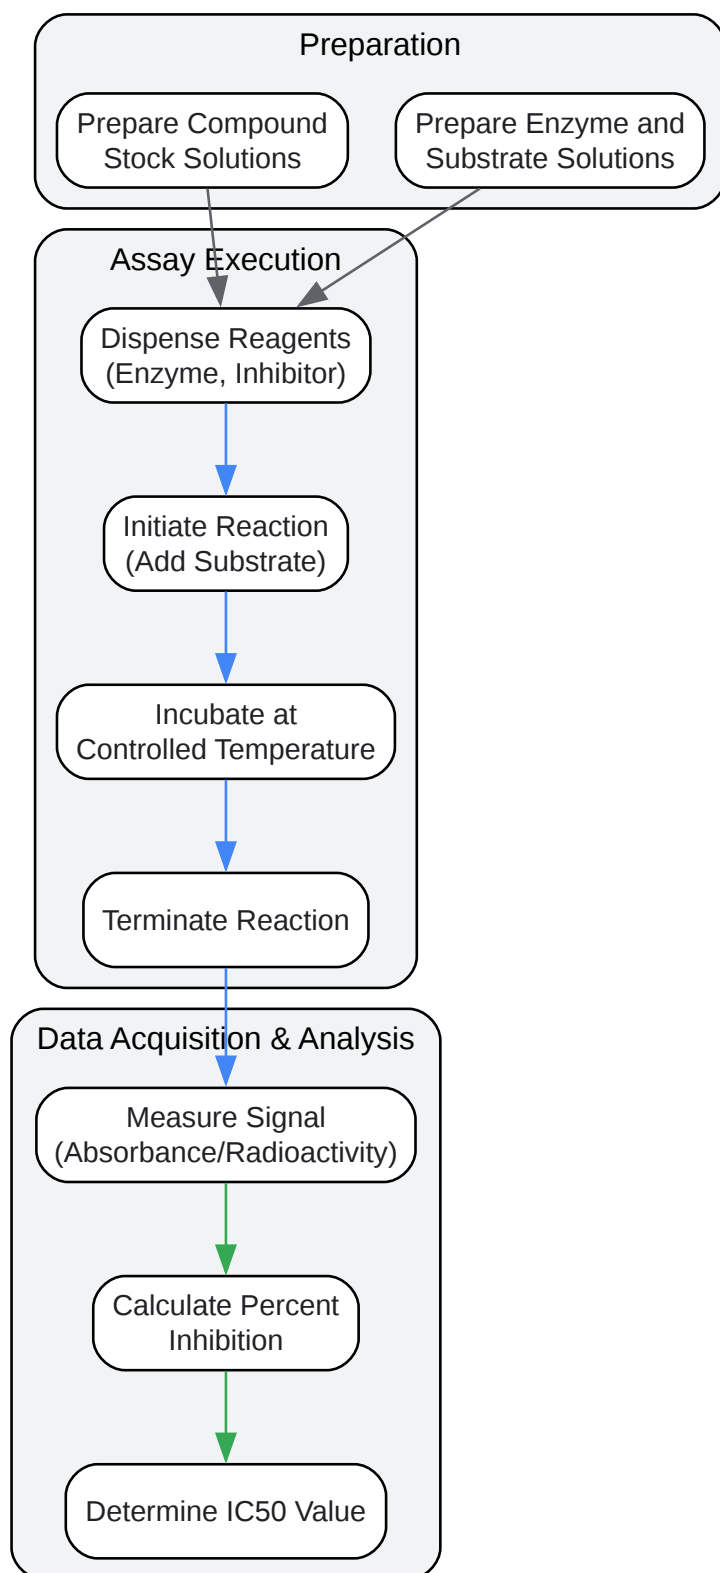 Preparation
Prepare Compound
Stock Solutions
Prepare Enzyme and
Substrate Solutions
Assay Execution
Dispense Reagents
(Enzyme, Inhibitor)
Initiate Reaction
(Add Substrate)
Incubate at
Controlled Temperature
Terminate Reaction
Data Acquisition & Analysis
Measure Signal
(Absorbance/Radioactivity)
Calculate Percent
Inhibition
Determine IC50 Value